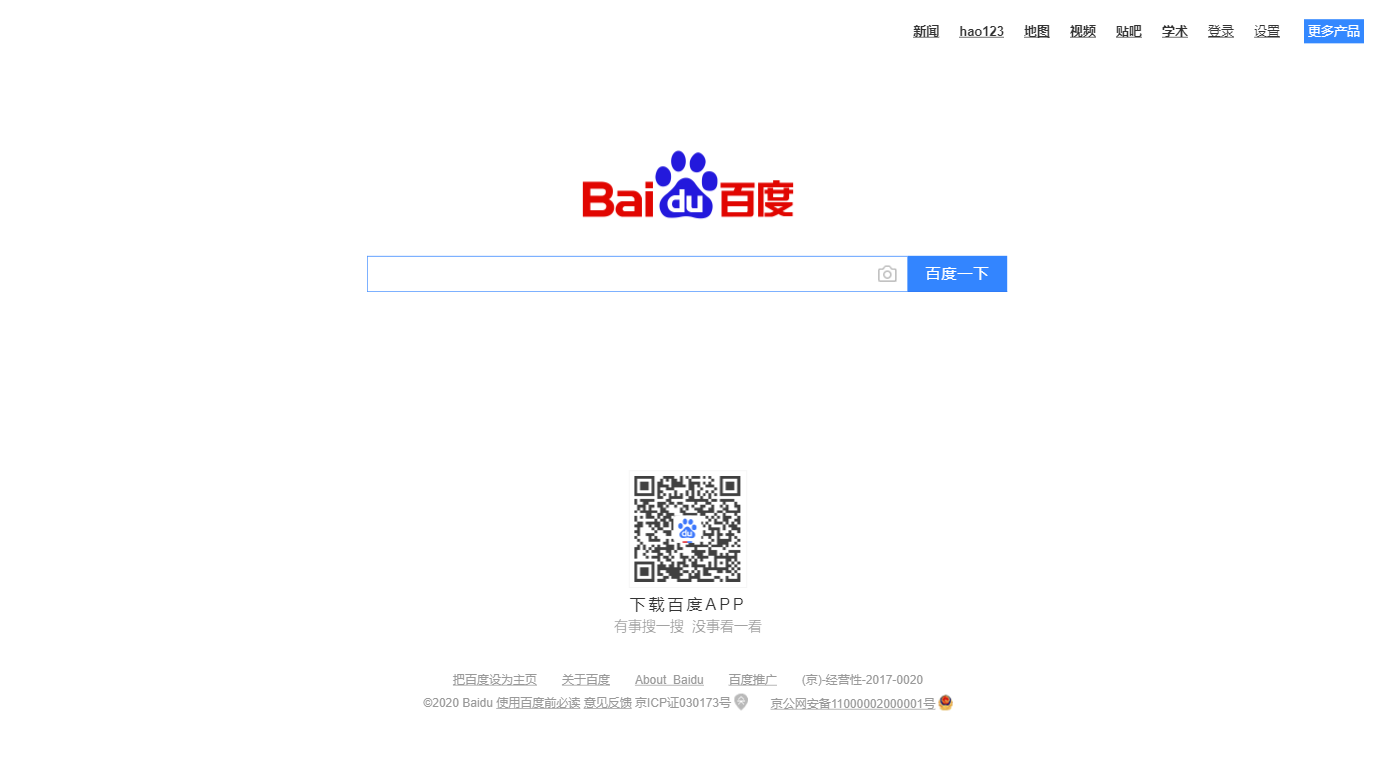 新闻 hao123 地图 视频 贴吧 学术 登录 设置 更多产品
Bai du 百度
百度一下
du
下载百度APP
有事搜一搜 没事看一看
把百度设为主页 关于百度 About Baidu 百度推广 (京)-经营性-2017-0020
©2020 Baidu 使用百度前必读 意见反馈 京ICP证030173号 京公网安备11000002000001号